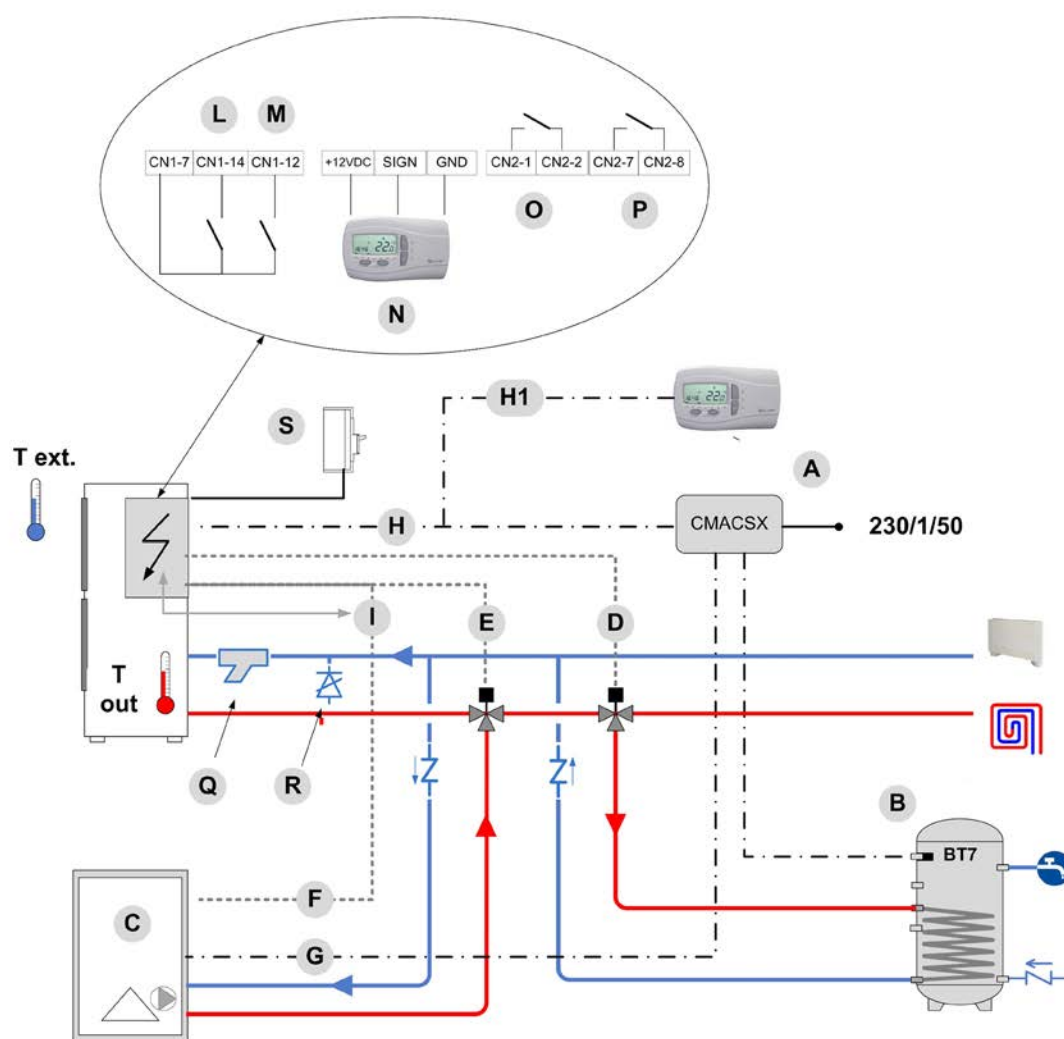 L M
CN1-7 CN1-14 CN1-12 +12VDC SIGN GND CN2-1 CN2-2 CN2-7 CN2-8
O P
N
H1
S
T ext.
A
H CMACSX 230/1/50
I E D
T
out
Q R
B
BT7
C F
G